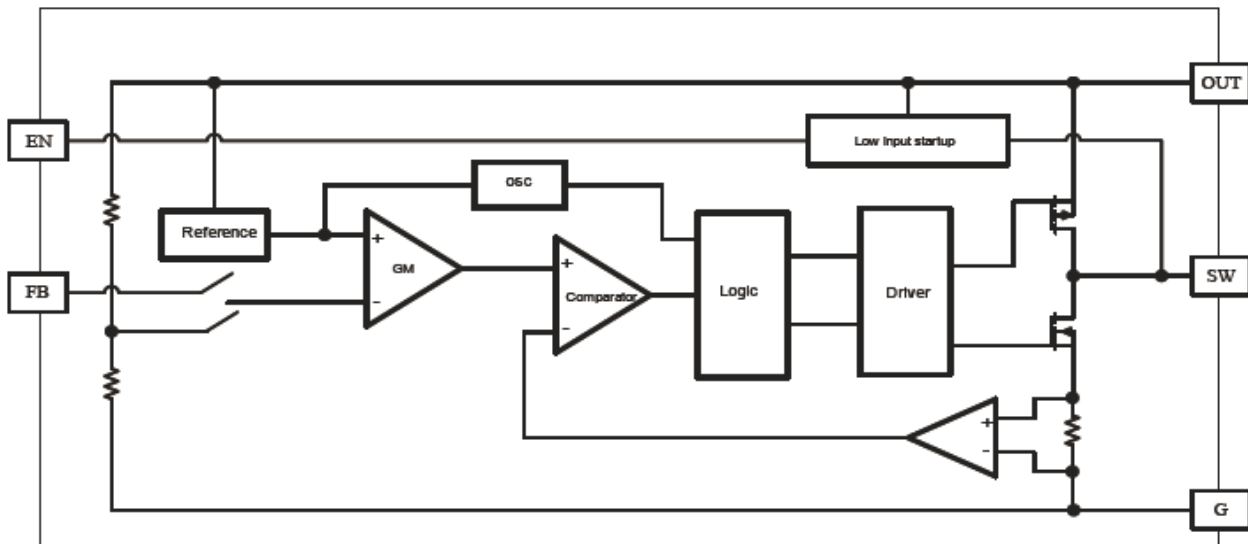 OUT
EN
Low Input startup
OSC
Reference
+
GM
-
FB
+
Comparator
-
Logic
Driver
SW
+
-
G